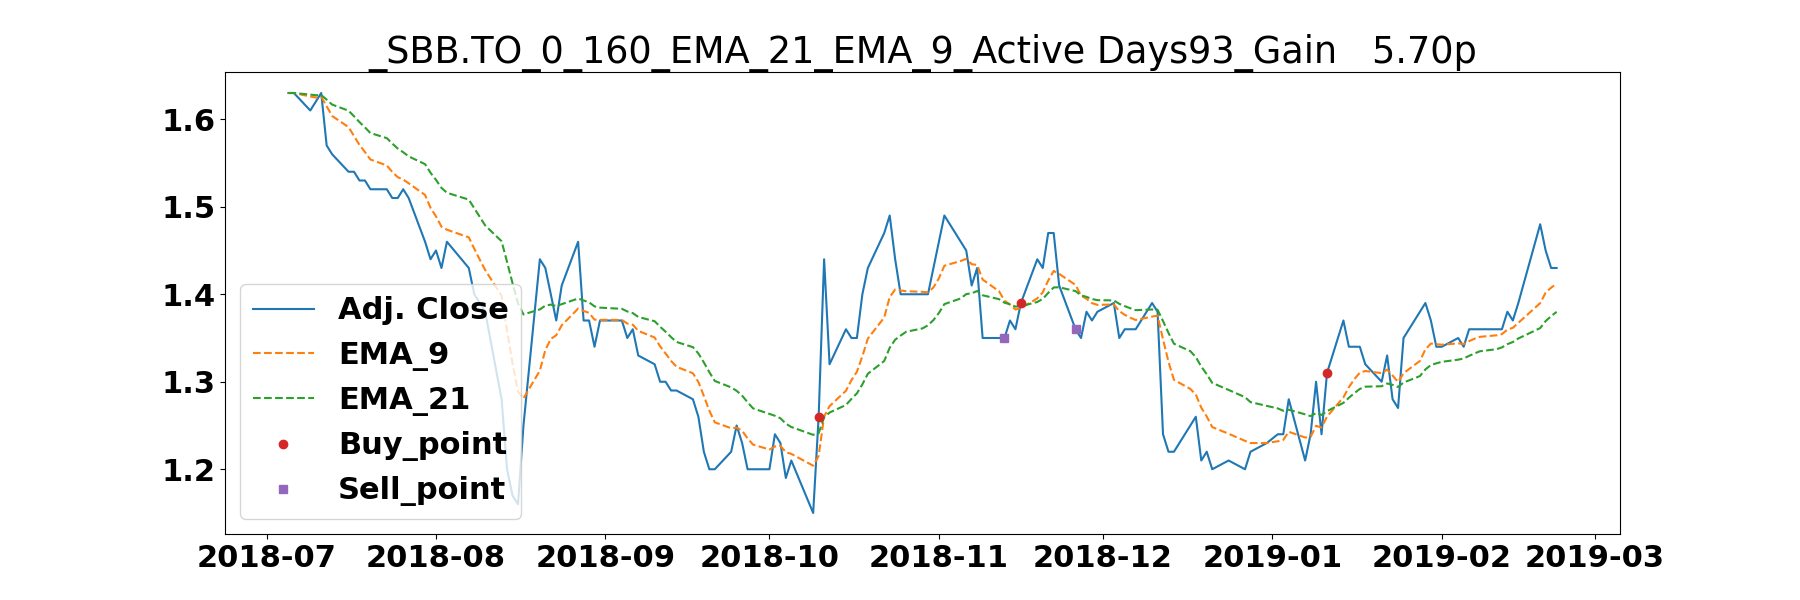 _SBB.TO_0_160_EMA_21_EMA_9_Active Days93_Gain   5.70p
1.6
1.5
1.4
1.3
1.2
Adj. Close
EMA_9
EMA_21
Buy_point
Sell_point
2018-07 2018-08 2018-09 2018-10 2018-11 2018-12 2019-01 2019-02 2019-03